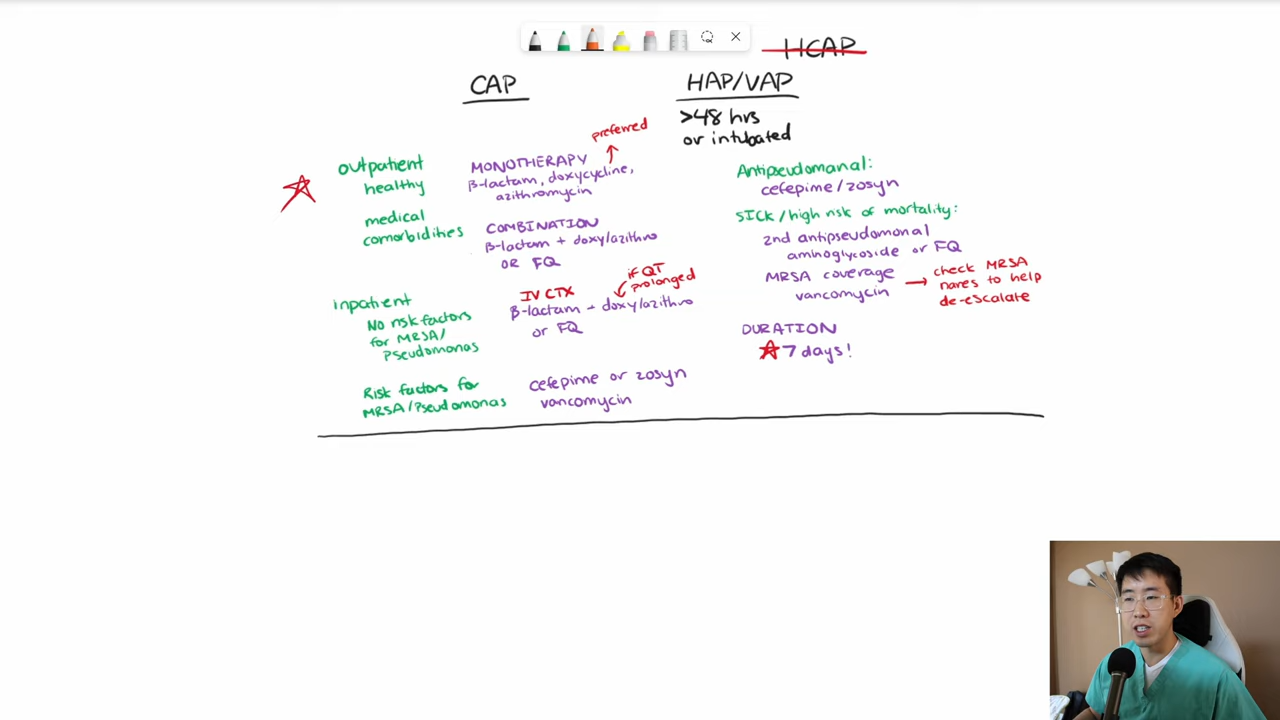 HCAP
CAP
HAP/VAP
>48 hrs
or intubated
preferred
outpatient
healthy
MONOTHERAPY
β-lactam, doxycycline,
azithromycin
medical
comorbidities
COMBINATION
β-lactam + doxy/azithro
OR FQ
inpatient
No risk factors
for MRSA/
Pseudomonas
IV CTX
if QT
prolonged
β-lactam + doxy/azithro
or FQ
Risk factors for
MRSA/Pseudomonas
cefepime or zosyn
vancomycin
Antipseudomonal:
cefepime/zosyn
SICK/high risk of mortality:
2nd antipseudomonal
aminoglycoside or FQ
MRSA coverage
vancomycin
check MRSA
nares to help
de-escalate
DURATION
7 days!